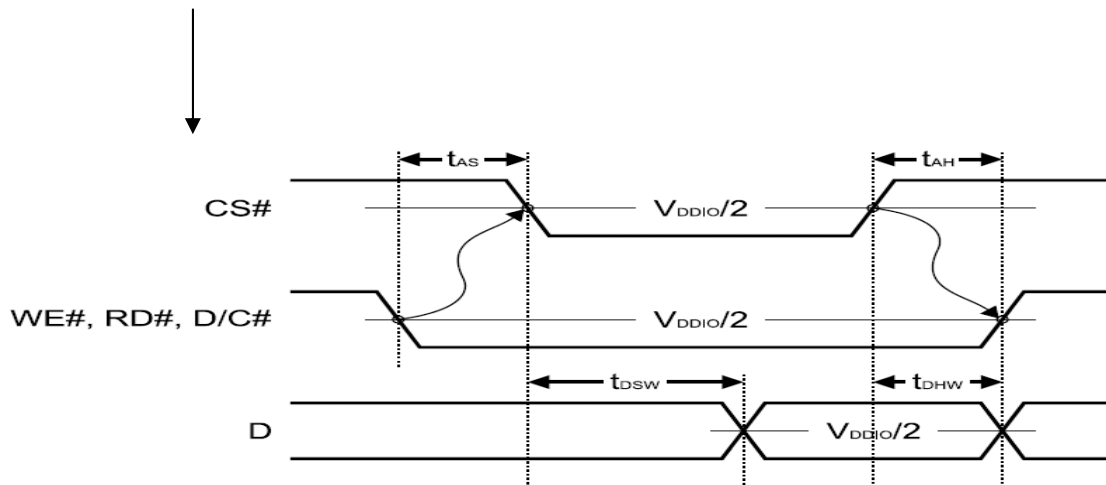 tAS
tAH
CS#
VDDIO/2
WE#, RD#, D/C#
VDDIO/2
tDSW
tDHW
D
VDDIO/2